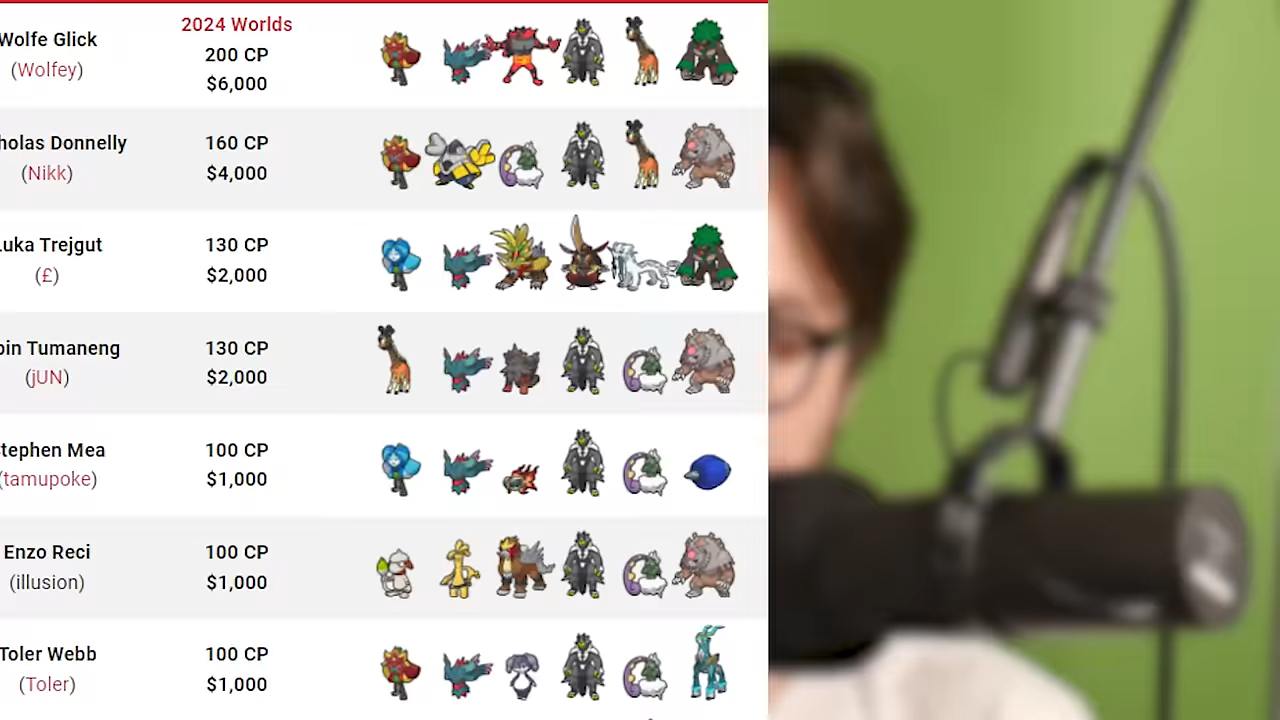 Wolfe Glick
(Wolfey)
2024 Worlds
200 CP
$6,000
holas Donnelly
(Nikk)
160 CP
$4,000
Luka Trejgut
(£)
130 CP
$2,000
bin Tumaneng
(jUN)
130 CP
$2,000
tephen Mea
(tamupoke)
100 CP
$1,000
Enzo Reci
(illusion)
100 CP
$1,000
Toler Webb
(Toler)
100 CP
$1,000